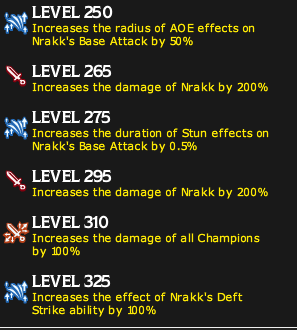 LEVEL 250
Increases the radius of AOE effects on
Nrakk's Base Attack by 50%
LEVEL 265
Increases the damage of Nrakk by 200%
LEVEL 275
Increases the duration of Stun effects on
Nrakk's Base Attack by 0.5%
LEVEL 295
Increases the damage of Nrakk by 200%
LEVEL 310
Increases the damage of all Champions
by 100%
LEVEL 325
Increases the effect of Nrakk's Deft
Strike ability by 100%